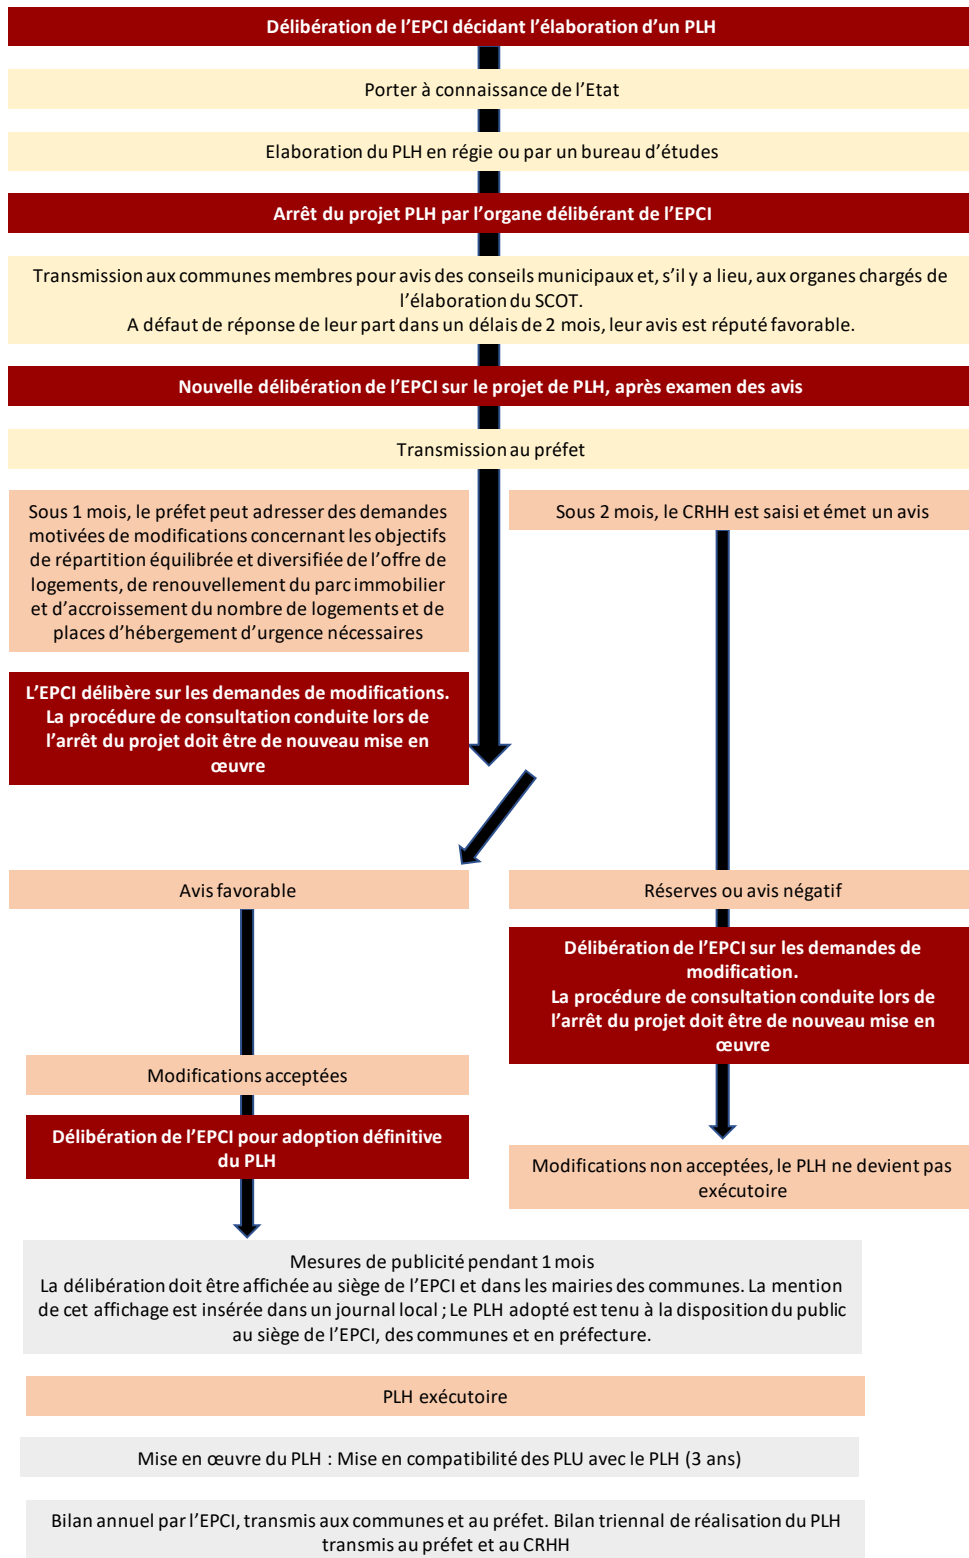 Délibération de l'EPCI décidant l'élaboration d'un PLH
Porter à connaissance de l'Etat
Elaboration du PLH en régie ou par un bureau d'études
Arrêt du projet PLH par l'organe délibérant de l'EPCI
Transmission aux communes membres pour avis des conseils municipaux et, s'il y a lieu, aux organes chargés de
l'élaboration du SCOT.
A défaut de réponse de leur part dans un délais de 2 mois, leur avis est réputé favorable.
Nouvelle délibération de l'EPCI sur le projet de PLH, après examen des avis
Transmission au préfet
Sous 1 mois, le préfet peut adresser des demandes
motivées de modifications concernant les objectifs
de répartition équilibrée et diversifiée de l'offre de
logements, de renouvellement du parc immobilier
et d'accroissement du nombre de logements et de
places d'hébergement d'urgence nécessaires
Sous 2 mois, le CRHH est saisi et émet un avis
L'EPCI délibère sur les demandes de modifications.
La procédure de consultation conduite lors de
l'arrêt du projet doit être de nouveau mise en
œuvre
Avis favorable
Réserves ou avis négatif
Délibération de l'EPCI sur les demandes de
modification.
La procédure de consultation conduite lors de
l'arrêt du projet doit être de nouveau mise en
œuvre
Modifications acceptées
Délibération de l'EPCI pour adoption définitive
du PLH
Modifications non acceptées, le PLH ne devient pas
exécutoire
Mesures de publicité pendant 1 mois
La délibération doit être affichée au siège de l'EPCI et dans les mairies des communes. La mention
de cet affichage est insérée dans un journal local ; Le PLH adopté est tenu à la disposition du public
au siège de l'EPCI, des communes et en préfecture.
PLH exécutoire
Mise en œuvre du PLH : Mise en compatibilité des PLU avec le PLH (3 ans)
Bilan annuel par l'EPCI, transmis aux communes et au préfet. Bilan triennal de réalisation du PLH
transmis au préfet et au CRHH